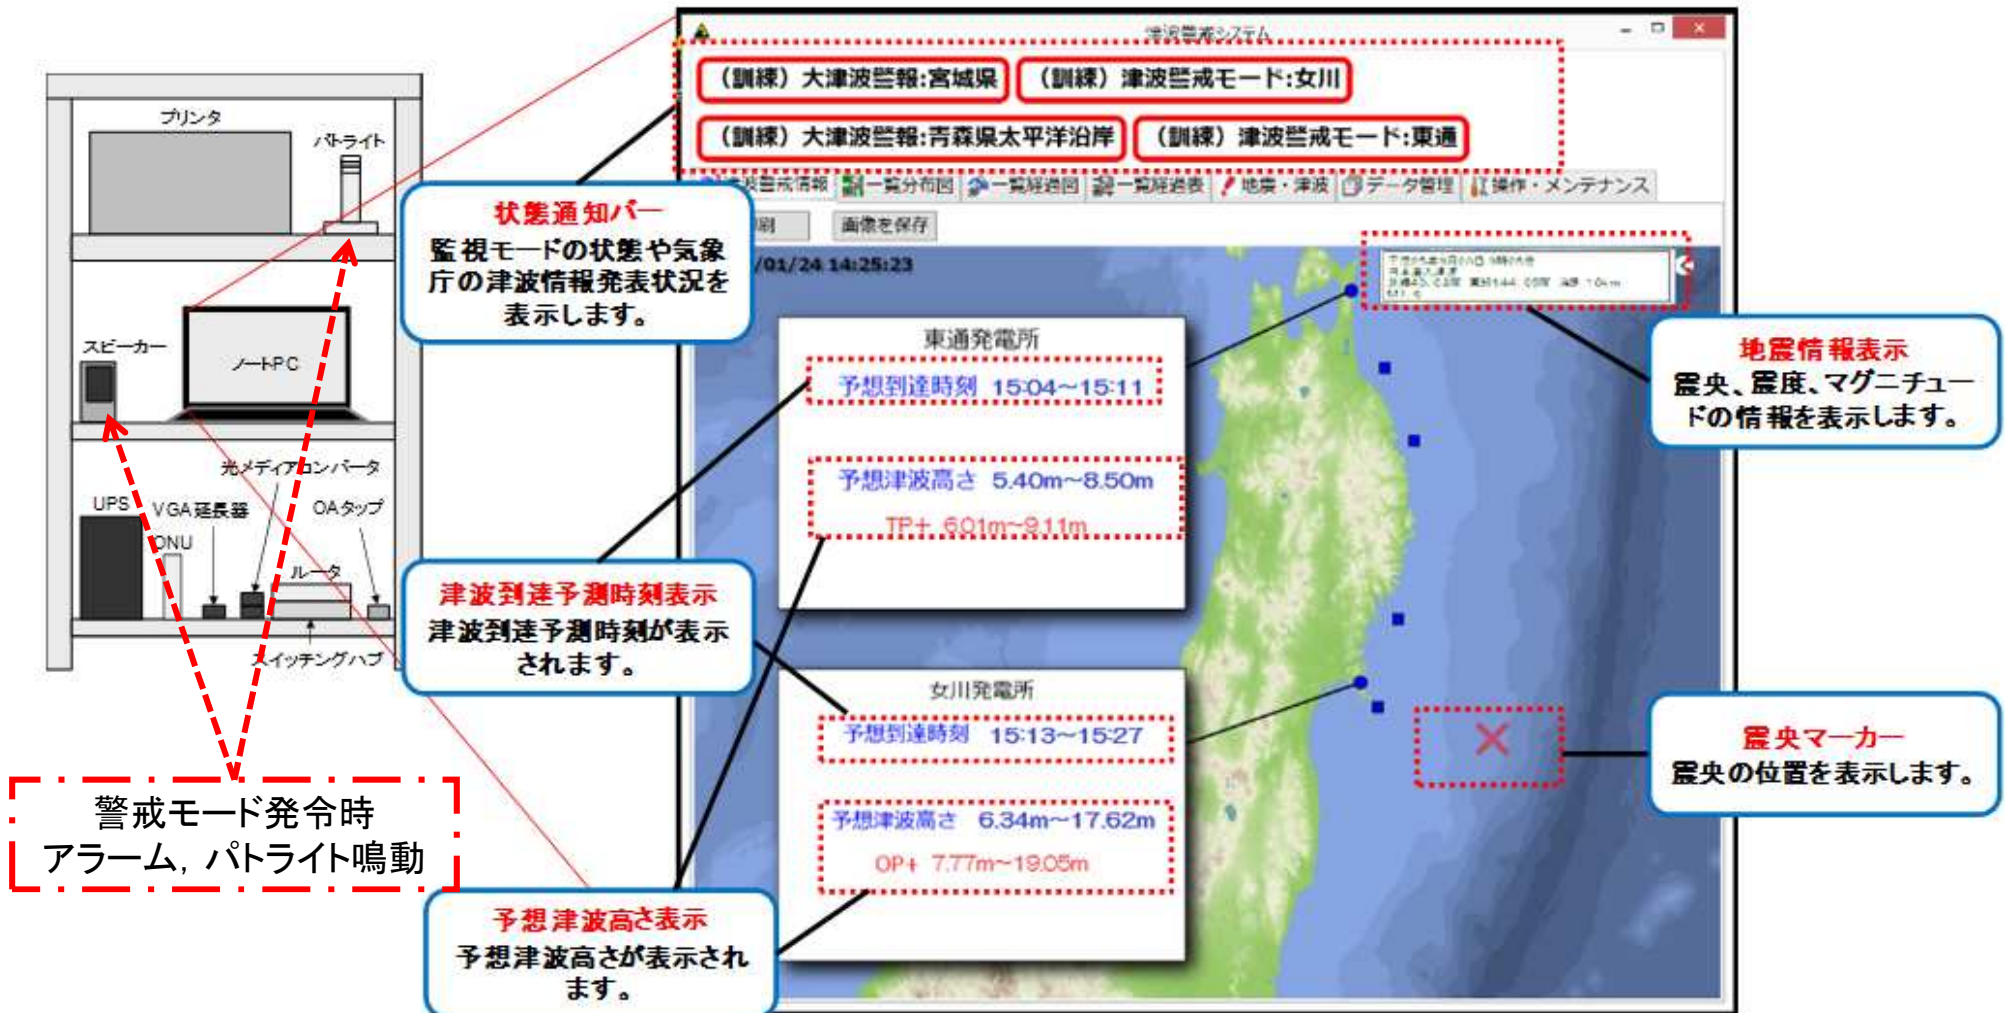 プリンタ
パトライト
スピーカー
ノートPC
光メディアコンバータ
UPS
VGA延長器
OAタップ
ONU
ルータ
スイッチングハブ
警戒モード発令時
アラーム，パトライト鳴動
津波警戒システム
（訓練）大津波警報:宮城県
（訓練）津波警戒モード:女川
（訓練）大津波警報:青森県太平洋沿岸
（訓練）津波警戒モード:東通
波警戒情報
一覧分布図
一覧経過図
一覧経過表
地震・津波
データ管理
操作・メンテナンス
刷
画像を保存
/01/24 14:25:23
状態通知バー
監視モードの状態や気象
庁の津波情報発表状況を
表示します。
東通発電所
予想到達時刻 15:04～15:11
予想津波高さ 5.40m～8.50m
TP+ 6.01m～9.11m
地震情報表示
震央、震度、マグニチュー
ドの情報を表示します。
津波到達予測時刻表示
津波到達予測時刻が表示
されます。
女川発電所
予想到達時刻 15:13～15:27
予想津波高さ 6.34m～17.62m
OP+ 7.77m～19.05m
震央マーカー
震央の位置を表示します。
予想津波高さ表示
予想津波高さが表示され
ます。